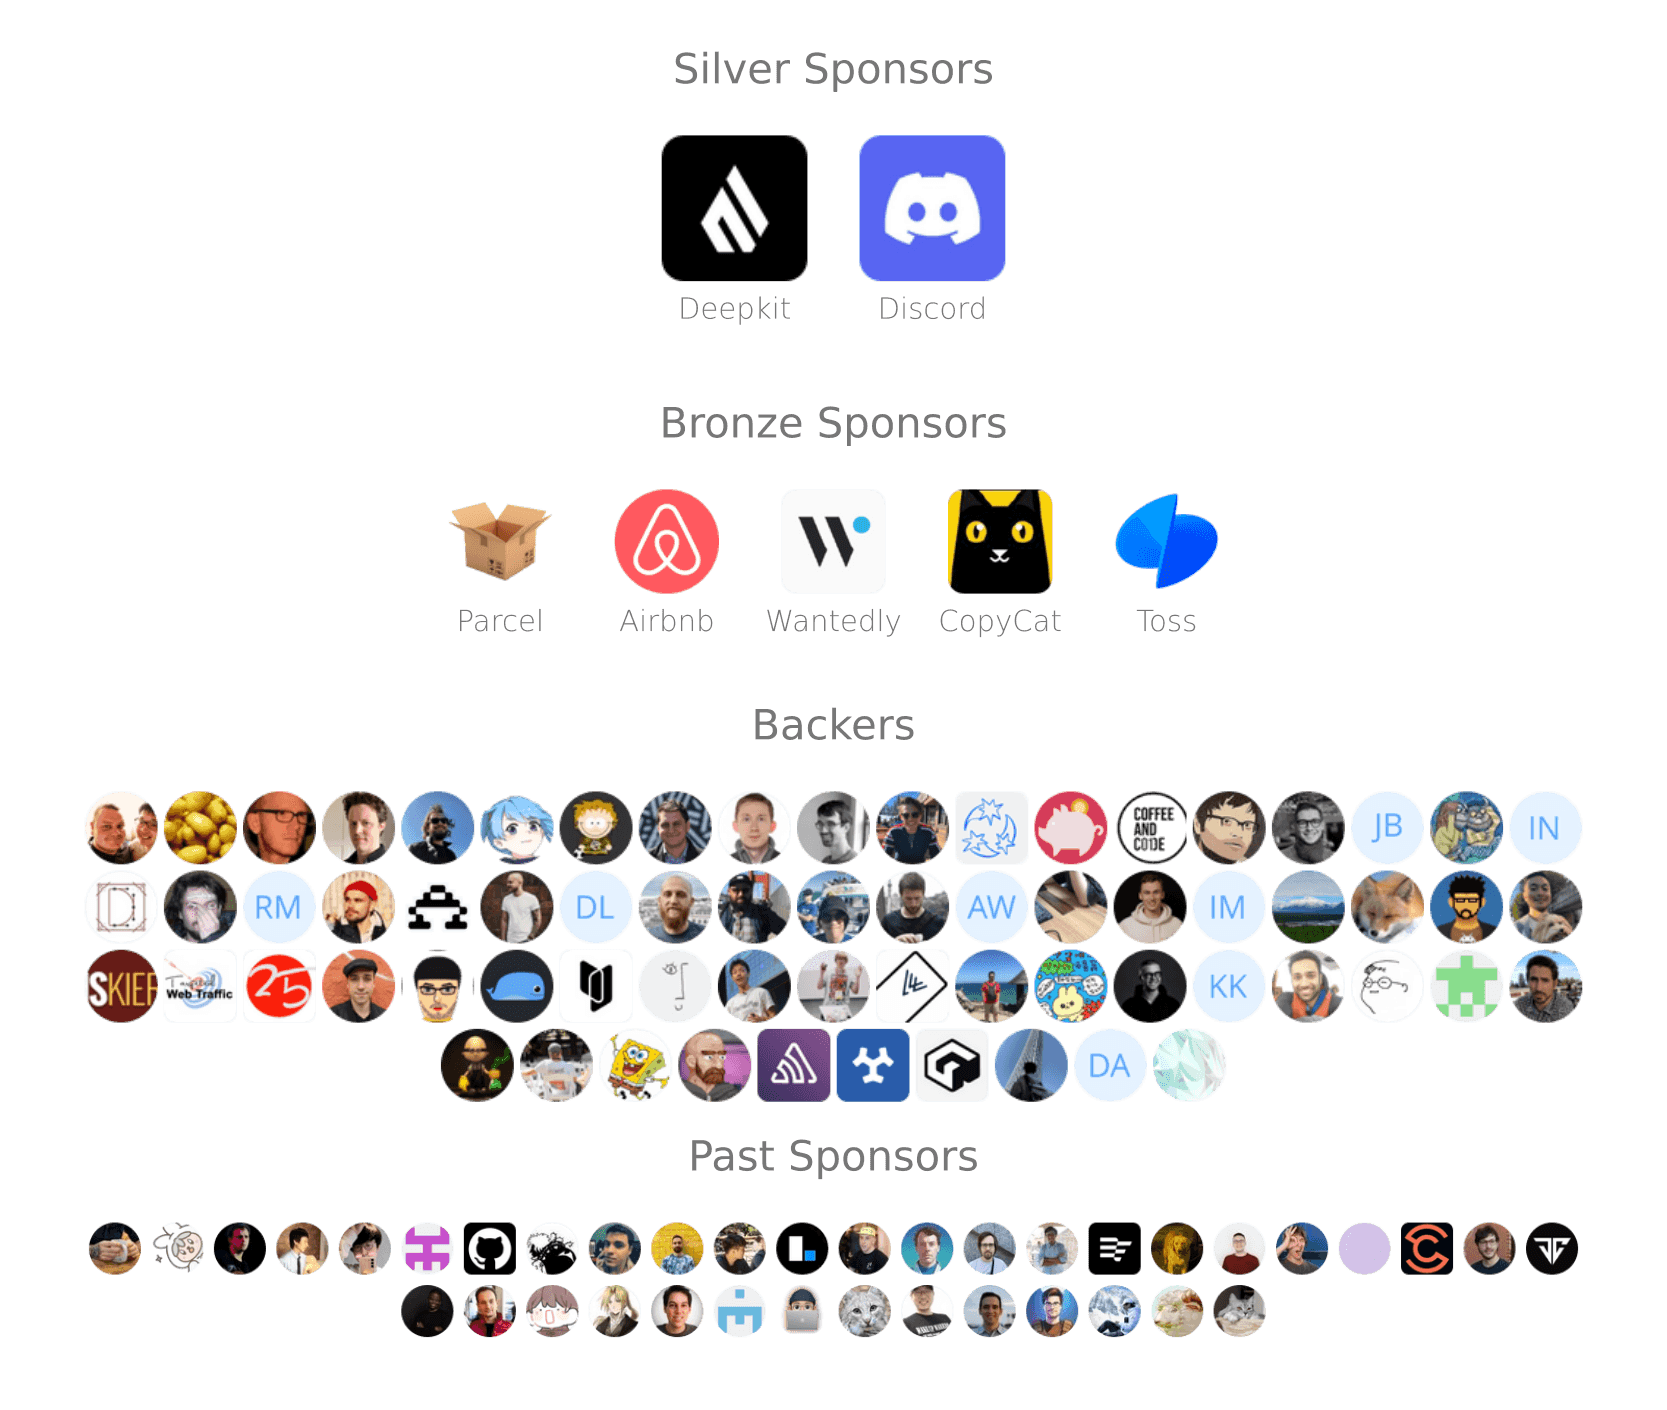 Silver Sponsors
Deepkit Discord
Bronze Sponsors
Parcel Airbnb Wantedly CopyCat Toss
Backers
COFFEE
AND
CODE
JB
IN
RM
DL
AW
IM
SKIEF
Web Traffic
25
KK
DA
Past Sponsors